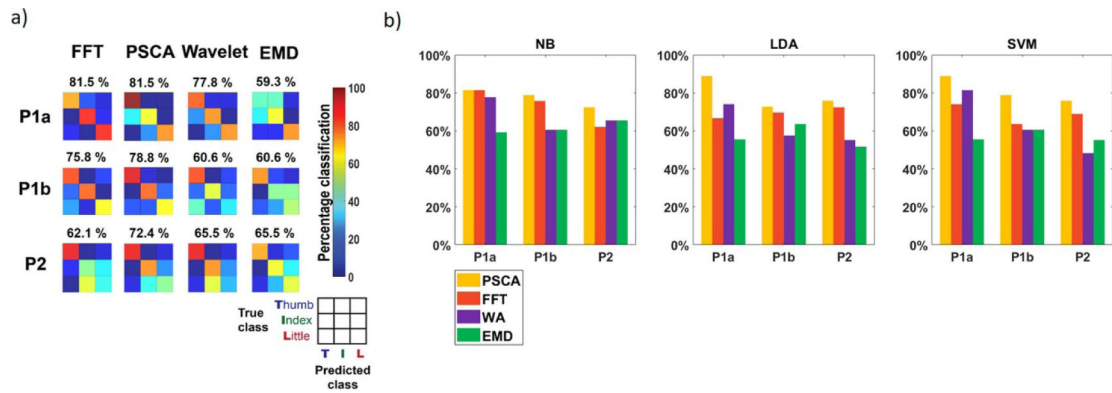 a)
FFT PSCA Wavelet EMD
81.5 % 81.5 % 77.8 % 59.3 %
P1a
75.8 % 78.8 % 60.6 % 60.6 %
P1b
62.1 % 72.4 % 65.5 % 65.5 %
P2
100
80
60
40
20
0
Percentage classification
True class
Thumb
Index
Little
T I L
Predicted class
b)
NB
100%
80%
60%
40%
20%
0%
P1a P1b P2
LDA
100%
80%
60%
40%
20%
0%
P1a P1b P2
SVM
100%
80%
60%
40%
20%
0%
P1a P1b P2
PSCA
FFT
WA
EMD